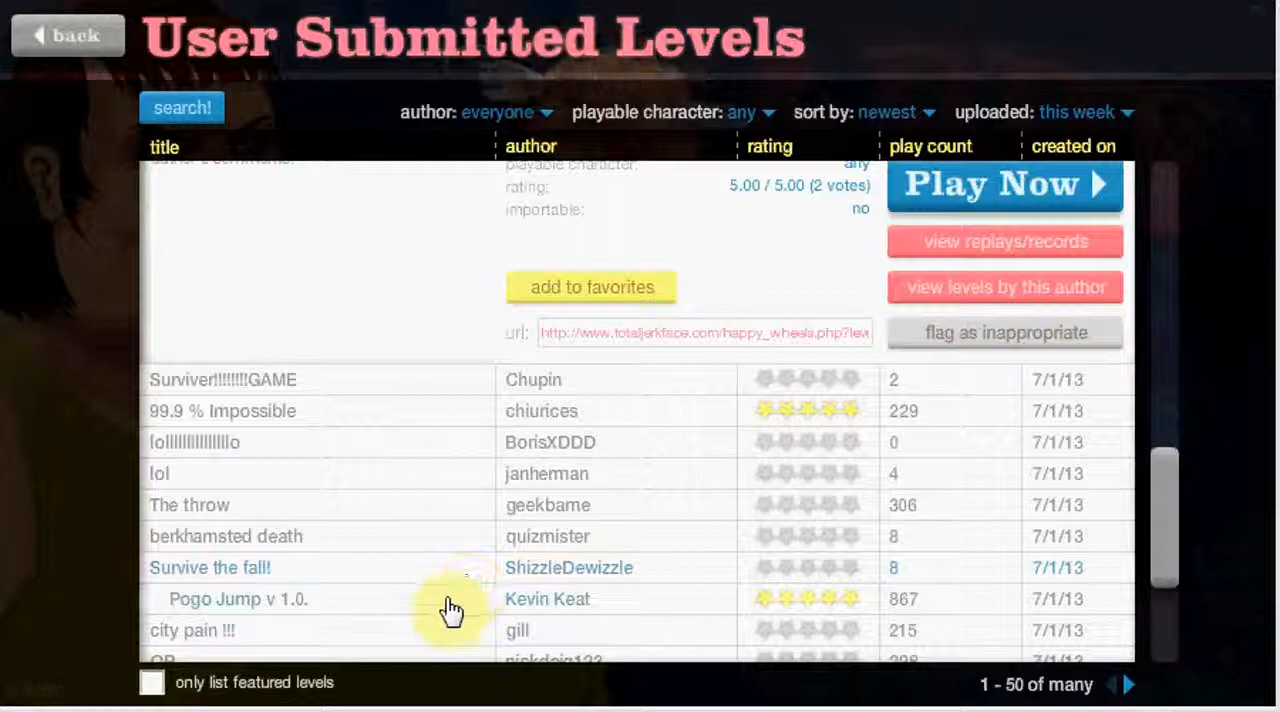 back
User Submitted Levels
search!
author: everyone playable character: any sort by: newest uploaded: this week
title author rating play count created on
playable character: any
Play Now
rating: 5.00 / 5.00 (2 votes)
importable: no
view replays/records
add to favorites view levels by this author
url: http://www.totaljerkface.com/happy_wheels.php?leve flag as inappropriate
Surviver!!!!!!!!GAME Chupin 2 7/1/13
99.9 % Impossible chiurices 229 7/1/13
BorisXDDD 0 7/1/13
lol janherman 4 7/1/13
The throw geekbame 306 7/1/13
berkhamsted death quizmister 8 7/1/13
Survive the fall! ShizzleDewizzle 8 7/1/13
Pogo Jump v 1.0. Kevin Keat 867 7/1/13
city pain !!! gill 215 7/1/13
only list featured levels 1 - 50 of many